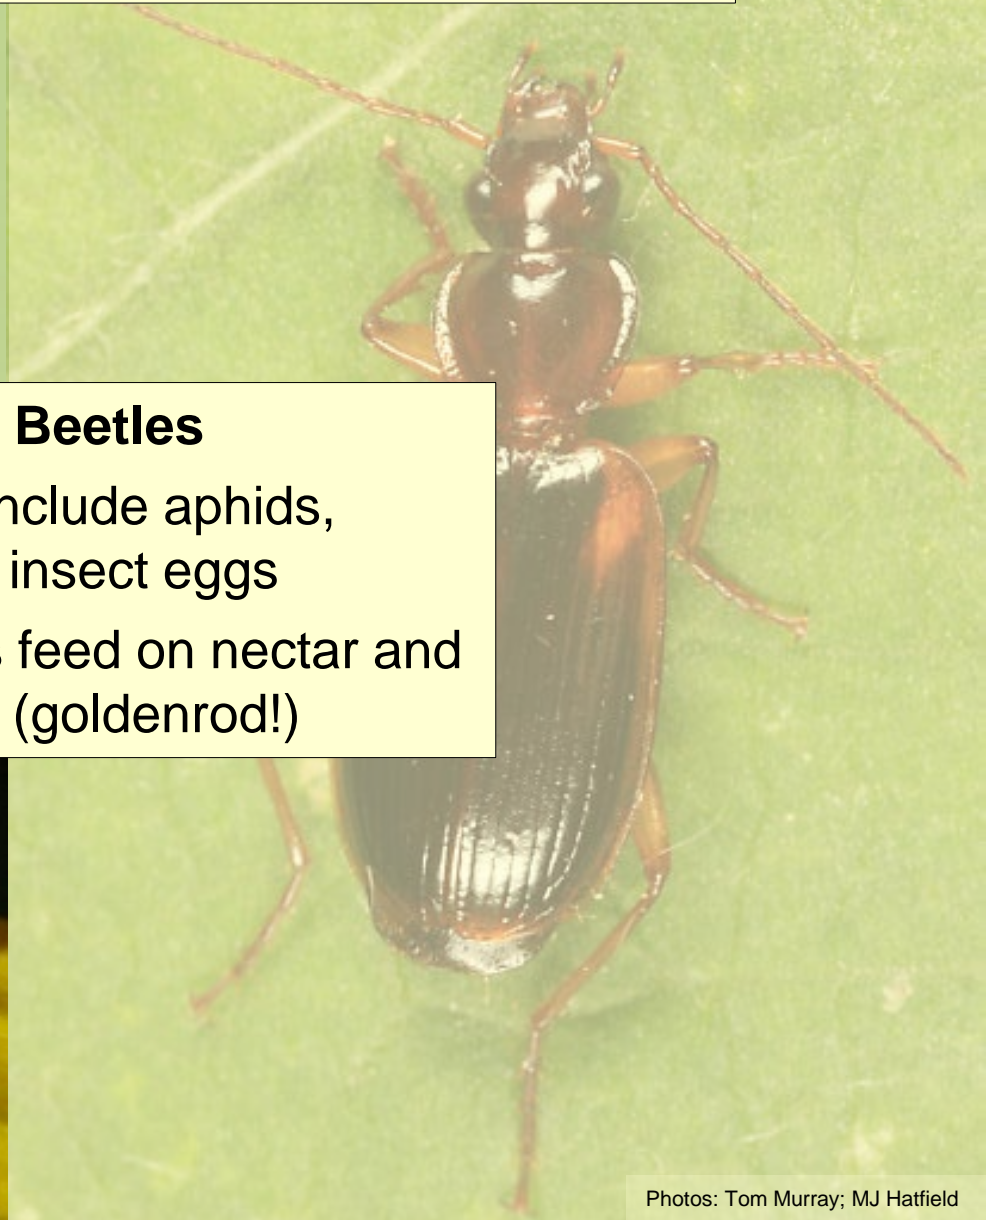 Beetles
nclude aphids,
insect eggs
feed on nectar and
(goldenrod!)
Photos: Tom Murray; MJ Hatfield